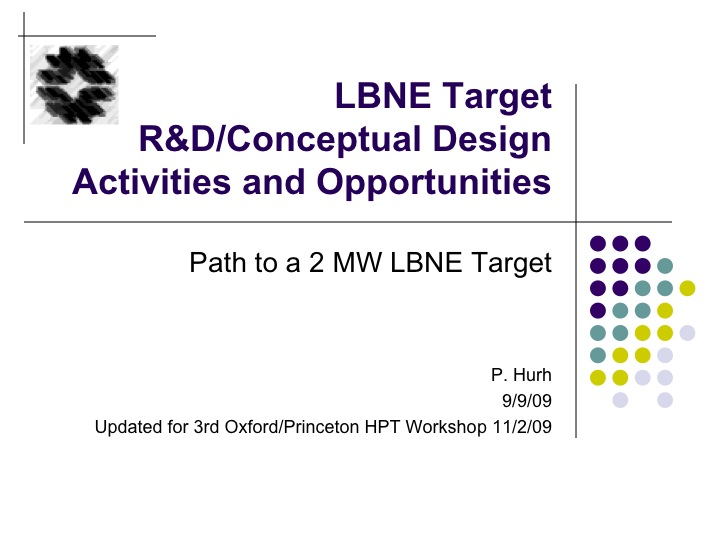 LBNE Target
R&D/Conceptual Design
Activities and Opportunities
Path to a 2 MW LBNE Target
P. Hurh
9/9/09
Updated for 3rd Oxford/Princeton HPT Workshop 11/2/09